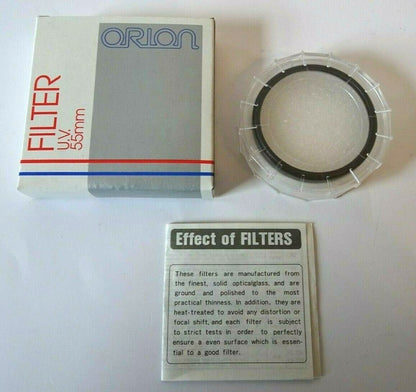 ORION
FILTER
U.V.
55mm
Effect of FILTERS
These filters are manufactured from
the finest, solid opticalglass, and are
ground and polished to the most
practical thinness. In addition, they are
heat-treated to avoid any distortion or
focal shift, and each filter is subject
to strict tests in order to perfectly
ensure a even surface which is essen-
tial to a good filter.